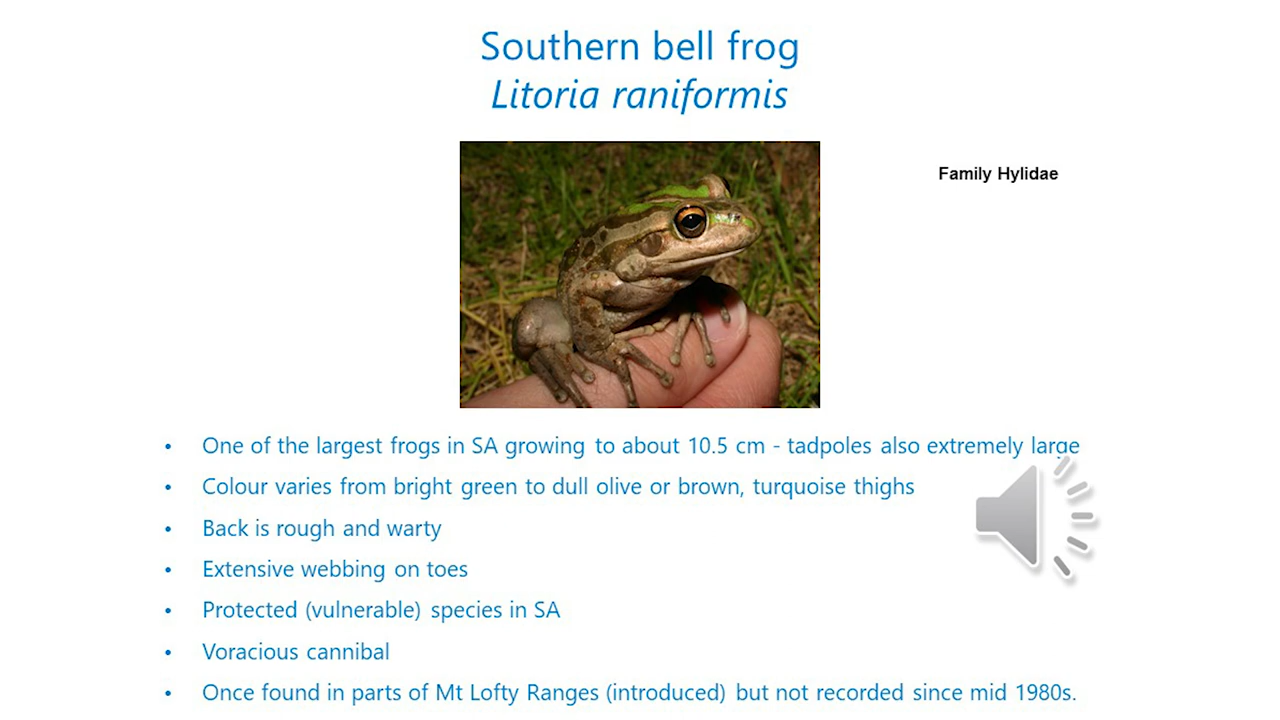 Southern bell frog
Litoria raniformis
Family Hylidae
• One of the largest frogs in SA growing to about 10.5 cm - tadpoles also extremely large
• Colour varies from bright green to dull olive or brown, turquoise thighs
• Back is rough and warty
• Extensive webbing on toes
• Protected (vulnerable) species in SA
• Voracious cannibal
• Once found in parts of Mt Lofty Ranges (introduced) but not recorded since mid 1980s.